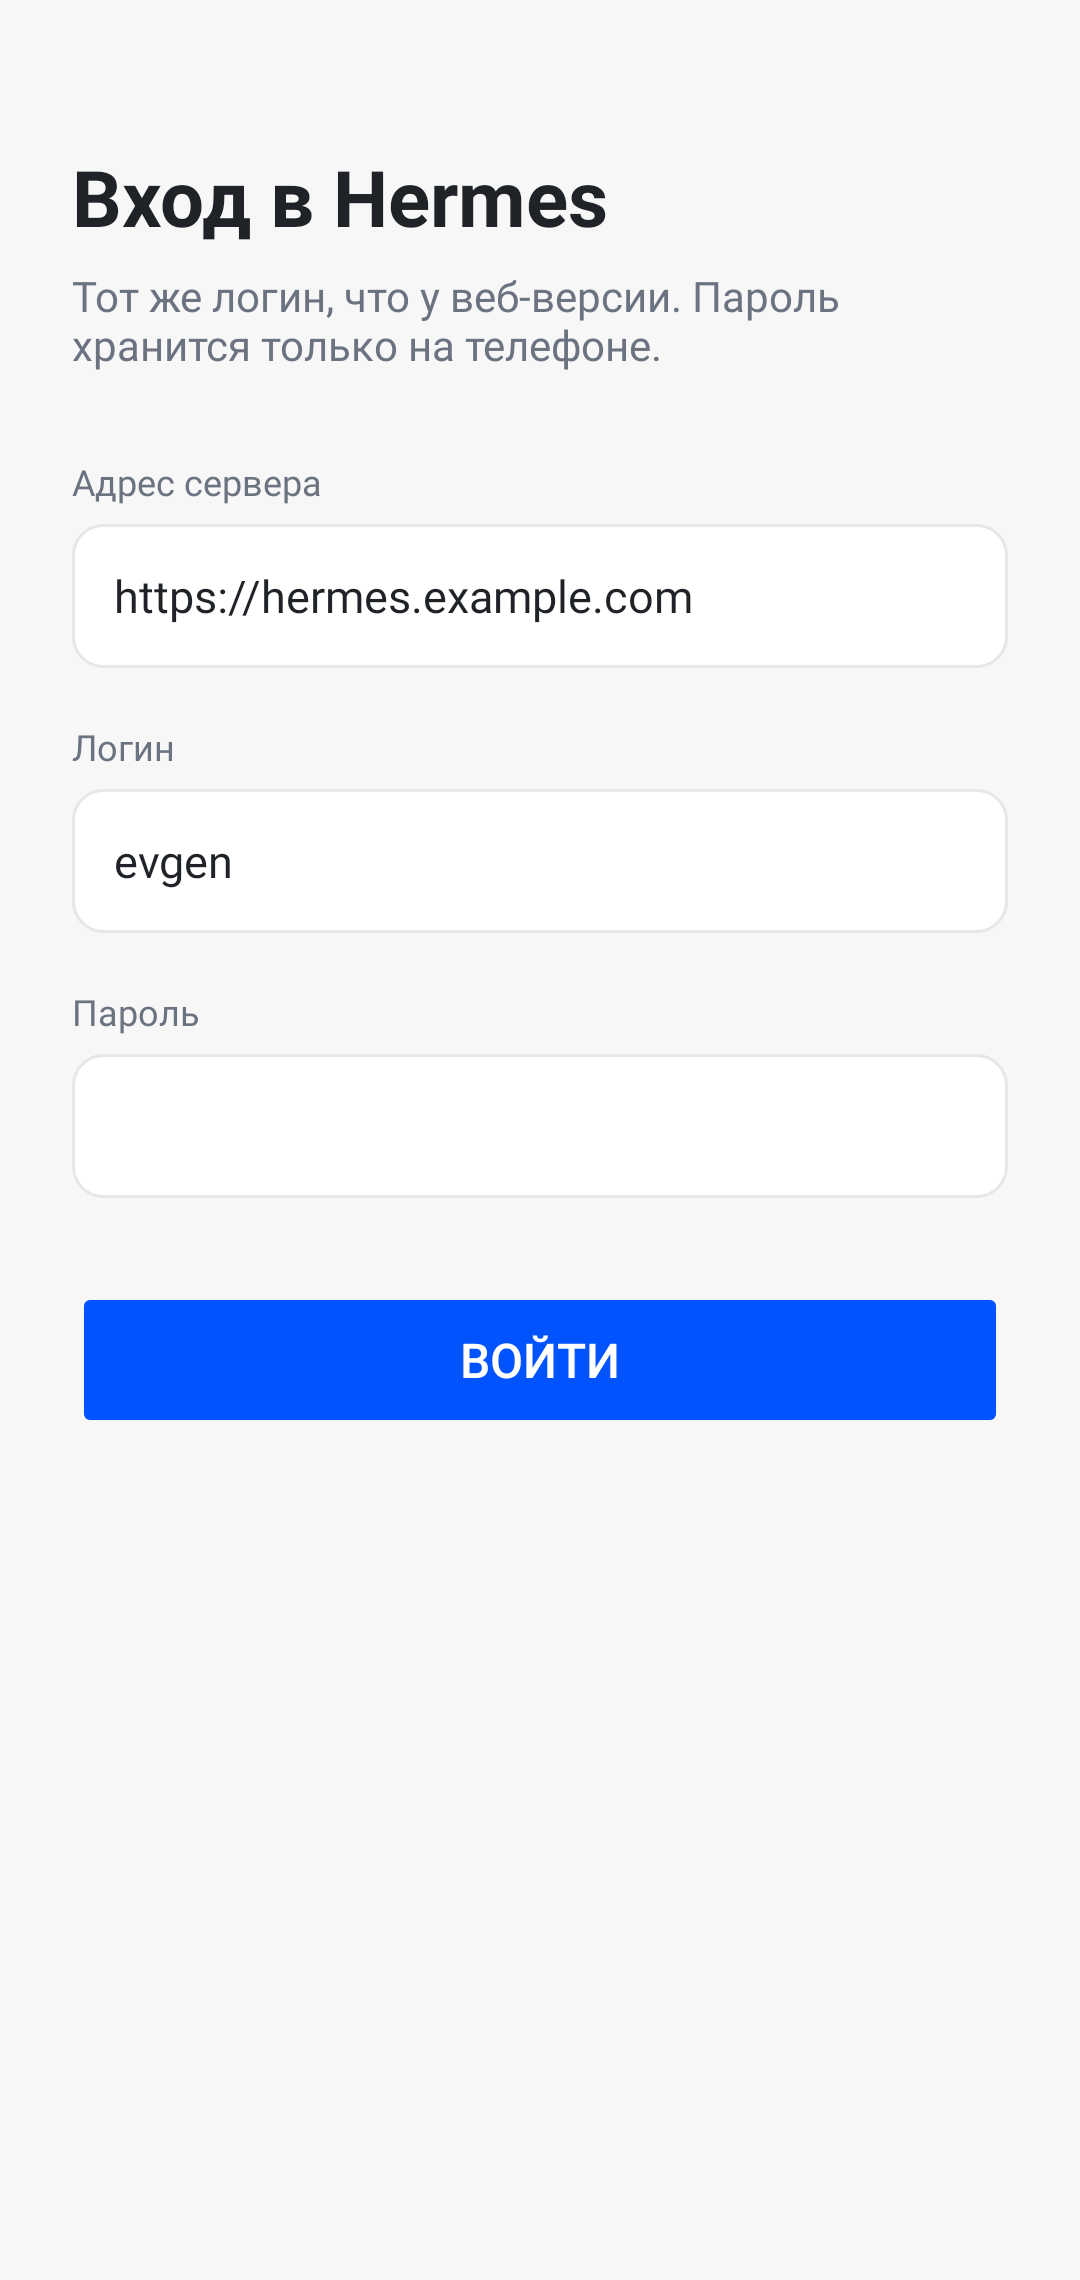 Вход в Hermes
Тот же логин, что у веб-версии. Пароль
хранится только на телефоне.
Адрес сервера
https://hermes.example.com
Логин
evgen
Пароль
ВОЙТИ